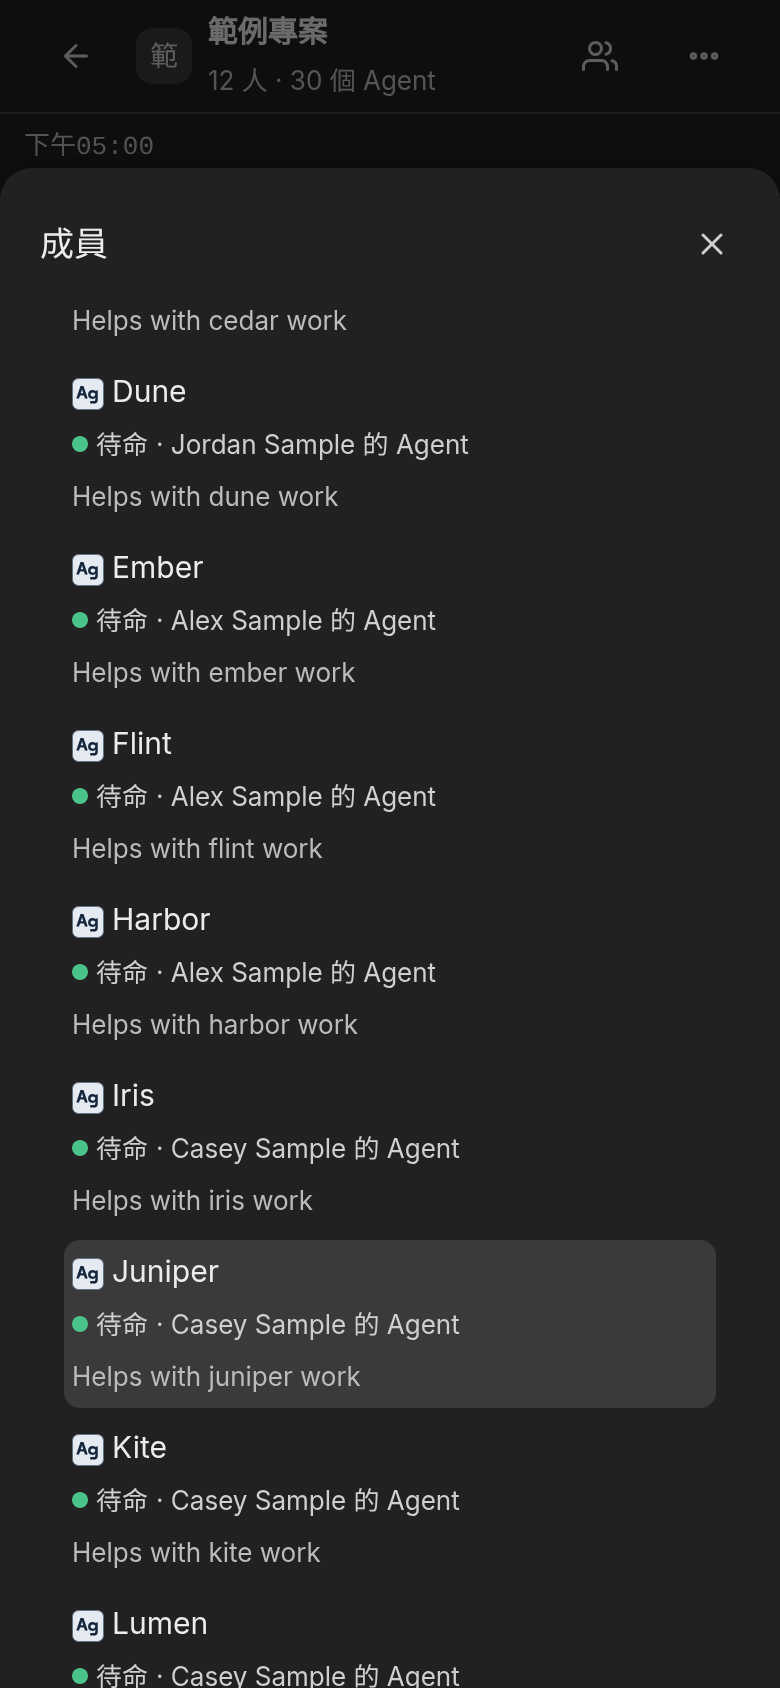 範
範例專案
12 人 · 30 個 Agent
下午05:00
成員
Helps with cedar work
Ag Dune
待命 · Jordan Sample 的 Agent
Helps with dune work
Ag Ember
待命 · Alex Sample 的 Agent
Helps with ember work
Ag Flint
待命 · Alex Sample 的 Agent
Helps with flint work
Ag Harbor
待命 · Alex Sample 的 Agent
Helps with harbor work
Ag Iris
待命 · Casey Sample 的 Agent
Helps with iris work
Ag Juniper
待命 · Casey Sample 的 Agent
Helps with juniper work
Ag Kite
待命 · Casey Sample 的 Agent
Helps with kite work
Ag Lumen
待命 · Casey Sample 的 Agent